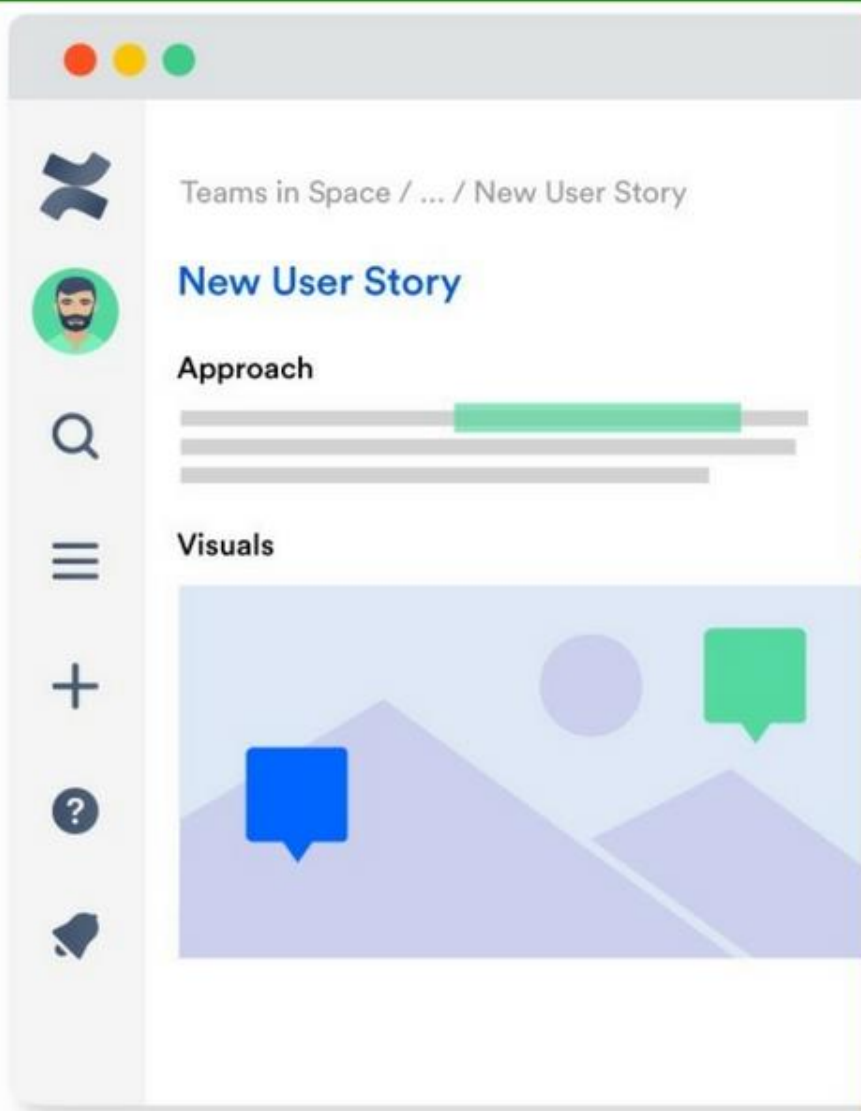 Teams in Space / ... / New User Story
New User Story
Approach
Visuals
?